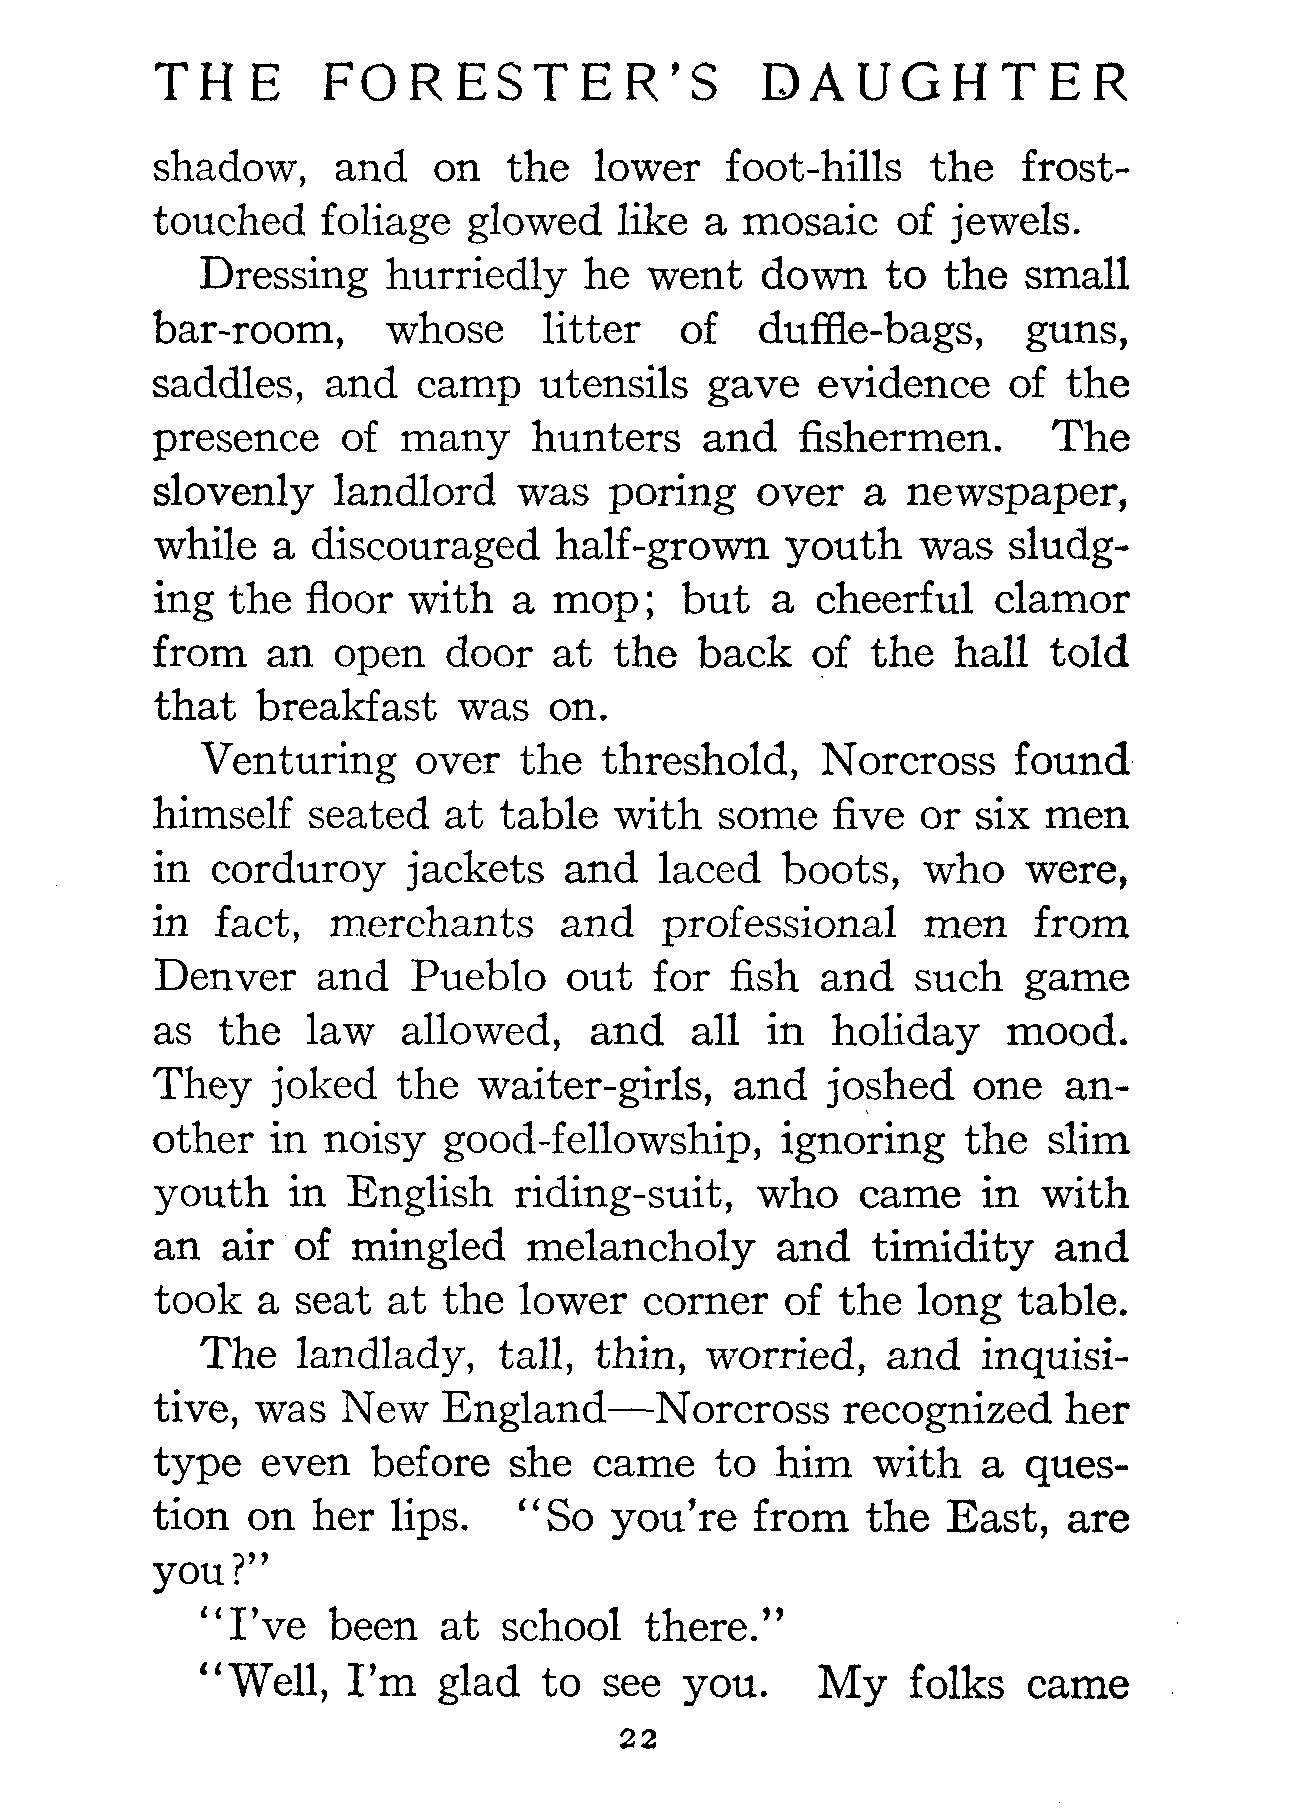 THE FORESTER'S DAUGHTER
shadow, and on the lower foot-hills the frost-
touched foliage glowed like a mosaic of jewels.
Dressing hurriedly he went down to the small
bar-room, whose litter of duffle-bags, guns,
saddles, and camp utensils gave evidence of the
presence of many hunters and fishermen. The
slovenly landlord was poring over a newspaper,
while a discouraged half-grown youth was sludg-
ing the floor with a mop; but a cheerful clamor
from an open door at the back of the hall told
that breakfast was on.
Venturing over the threshold, Norcross found
himself seated at table with some five or six men
in corduroy jackets and laced boots, who were,
in fact, merchants and professional men from
Denver and Pueblo out for fish and such game
as the law allowed, and all in holiday mood.
They joked the waiter-girls, and joshed one an-
other in noisy good-fellowship, ignoring the slim
youth in English riding-suit, who came in with
an air of mingled melancholy and timidity and
took a seat at the lower corner of the long table.
The landlady, tall, thin, worried, and inquisi-
tive, was New England—Norcross recognized her
type even before she came to him with a ques-
tion on her lips. "So you're from the East, are
you?"
"I've been at school there."
"Well, I'm glad to see you. My folks came
22